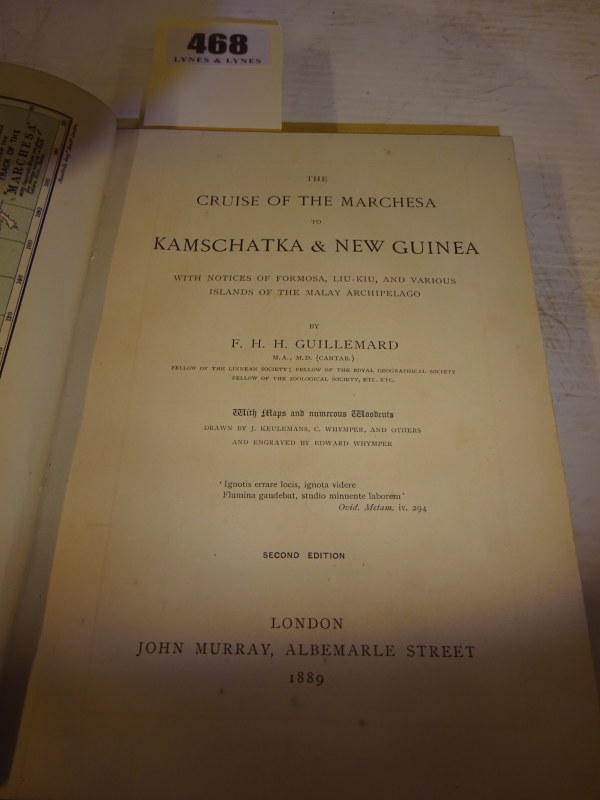 468
LYNES & LYNES
TRACK OF THE
"MARCHESA"
THE
CRUISE OF THE MARCHESA
TO
KAMSCHATKA & NEW GUINEA
WITH NOTICES OF FORMOSA, LIU-KIU, AND VARIOUS
ISLANDS OF THE MALAY ARCHIPELAGO
BY
F. H. H. GUILLEMARD
M.A., M.D. (CANTAB.)
FELLOW OF THE LINNEAN SOCIETY; FELLOW OF THE ROYAL GEOGRAPHICAL SOCIETY
FELLOW OF THE ZOOLOGICAL SOCIETY, ETC. ETC.
With Maps and numerous Woodcuts
DRAWN BY J. KEULEMANS, C. WHYMPER, AND OTHERS
AND ENGRAVED BY EDWARD WHYMPER
'Ignotis errare locis, ignota videre
Flumina gaudebat, studio minuente laborem'
Ovid. Metam. iv. 294
SECOND EDITION
LONDON
JOHN MURRAY, ALBEMARLE STREET
1889